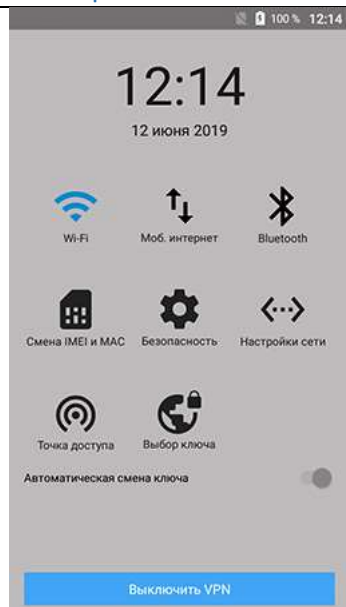 100 % 12:14
12:14
12 июня 2019
Wi-Fi Моб. интернет Bluetooth
Смена IMEI и MAC Безопасность Настройки сети
Точка доступа Выбор ключа
Автоматическая смена ключа
Выключить VPN